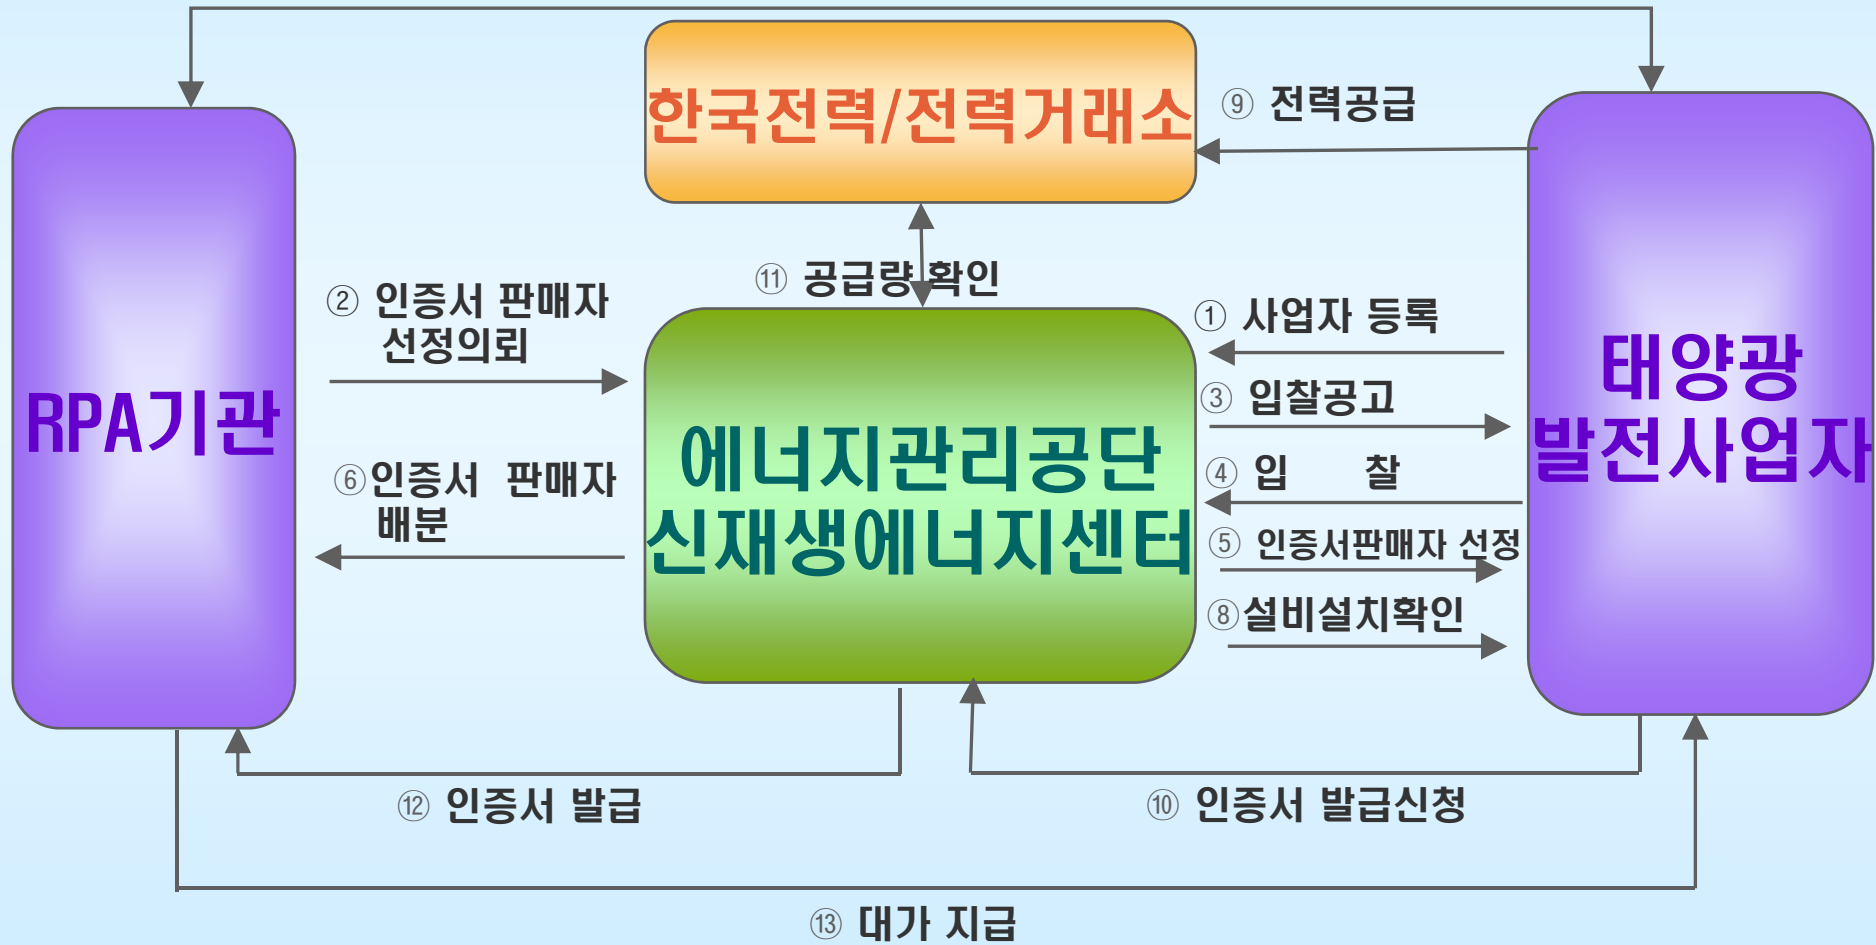 한국전력/전력거래소
⑨ 전력공급
⑪ 공급량 확인
② 인증서 판매자
선정의뢰
① 사업자 등록
RPA기관
③ 입찰공고
태양광
발전사업자
에너지관리공단
신재생에너지센터
④ 입 찰
⑥인증서 판매자
배분
⑤ 인증서판매자 선정
⑧설비설치확인
⑫ 인증서 발급
⑩ 인증서 발급신청
⑬ 대가 지급